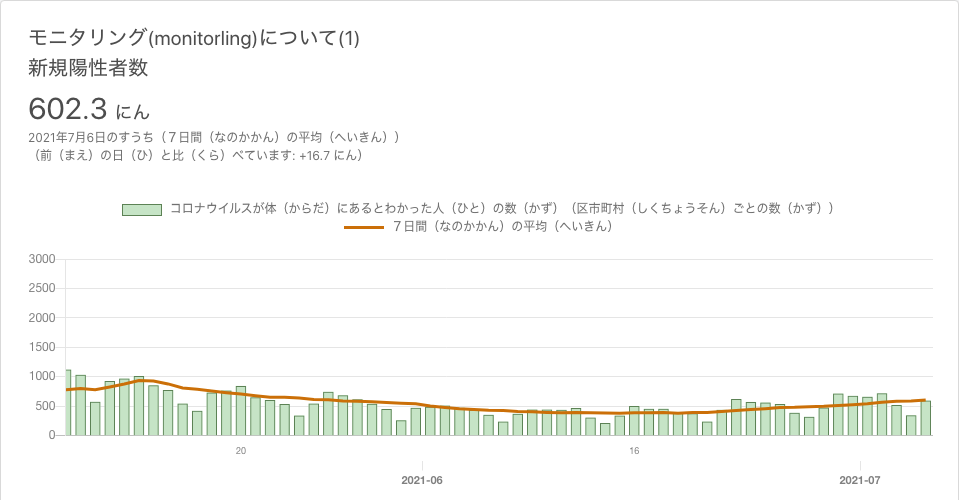 モニタリング(monitorling)について(1)
新規陽性者数
602.3 にん
2021年7月6日のすうち（７日間（なのかかん）の平均（へいきん））
（前（まえ）の日（ひ）と比（くら）べています: +16.7 にん）
コロナウイルスが体（からだ）にあるとわかった人（ひと）の数（かず）（区市町村（しくちょうそん）ごとの数（かず））
７日間（なのかかん）の平均（へいきん）
3000
2500
2000
1500
1000
500
0
20
16
2021-06
2021-07